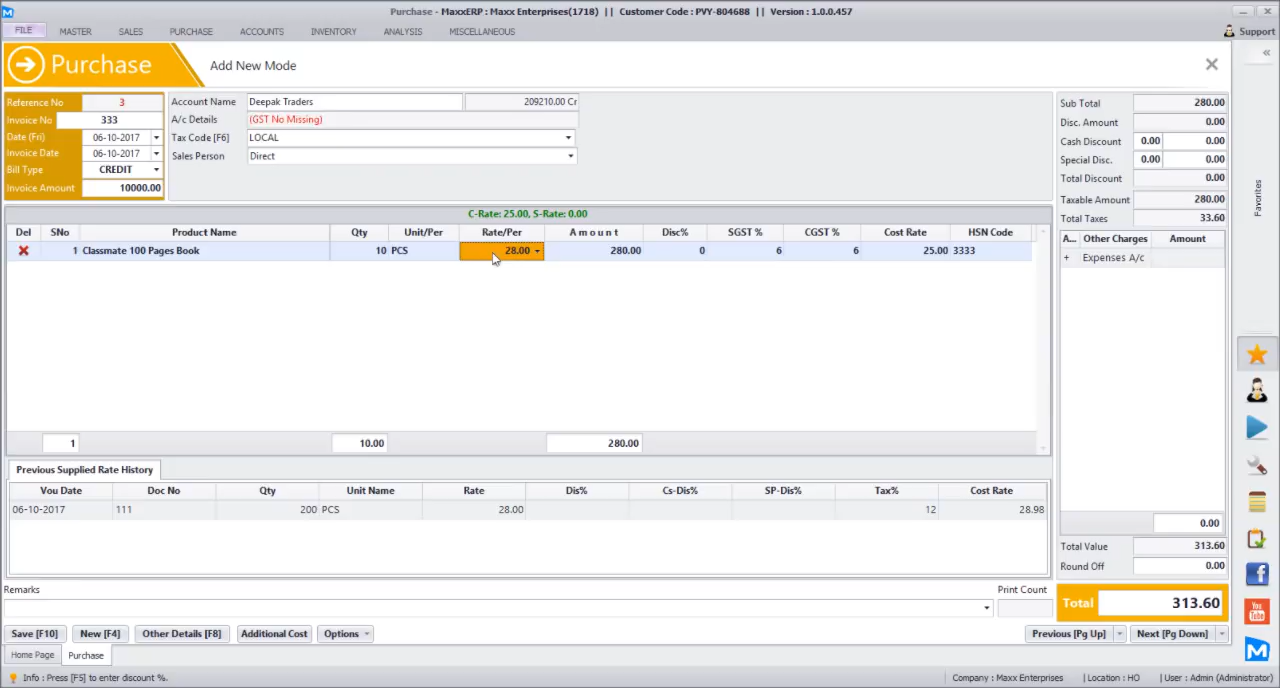 Purchase - MaxxERP : Maxx Enterprises(1718) || Customer Code : PVY-804688 || Version : 1.0.0.457
FILE MASTER SALES PURCHASE ACCOUNTS INVENTORY ANALYSIS MISCELLANEOUS Support
Purchase Add New Mode
Reference No 3 Account Name Deepak Traders 209210.00 Cr
Invoice No 333 A/c Details (GST No Missing)
Date (Fri) 06-10-2017 Tax Code [F6] LOCAL
Invoice Date 06-10-2017 Sales Person Direct
Bill Type CREDIT
Invoice Amount 10000.00
Sub Total 280.00
Disc. Amount 0.00
Cash Discount 0.00 0.00
Special Disc. 0.00 0.00
Total Discount 0.00
Taxable Amount 280.00
Total Taxes 33.60
Favorites
C-Rate: 25.00, S-Rate: 0.00
Del SNo Product Name Qty Unit/Per Rate/Per Amount Disc% SGST % CGST % Cost Rate HSN Code
1 Classmate 100 Pages Book 10 PCS 28.00 280.00 0 6 6 25.00 3333
1 10.00 280.00
A... Other Charges Amount
+ Expenses A/c
0.00
Previous Supplied Rate History
Vou Date Doc No Qty Unit Name Rate Dis% Cs-Dis% SP-Dis% Tax% Cost Rate
06-10-2017 111 200 PCS 28.00 12 28.98
Total Value 313.60
Round Off 0.00
Remarks Print Count
Total 313.60
Save [F10] New [F4] Other Details [F8] Additional Cost Options Previous [Pg Up] Next [Pg Down]
Home Page Purchase
Info : Press [F5] to enter discount %. Company : Maxx Enterprises | Location : HO | User : Admin (Administrator)
You
Tube